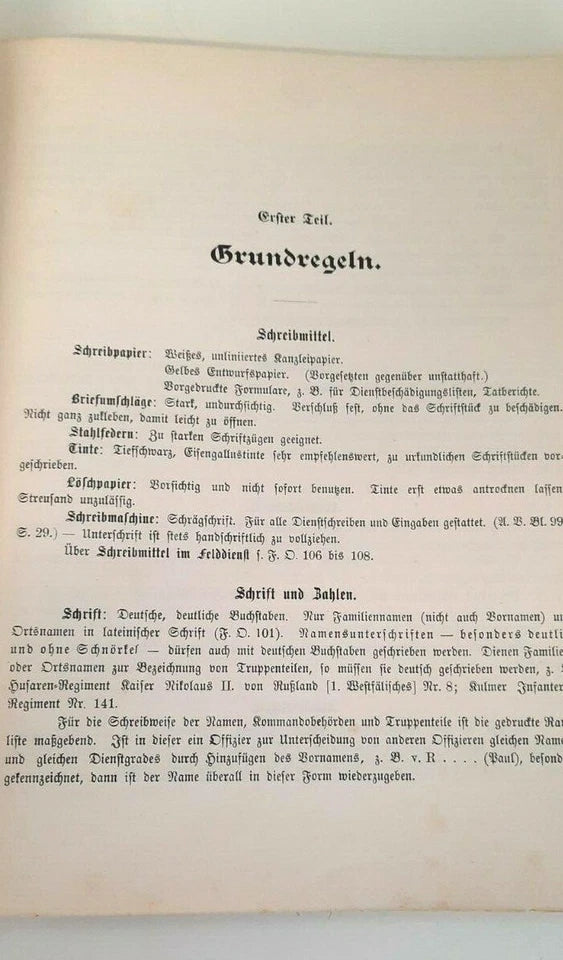 Erster Teil.
Grundregeln.
Schreibmittel.
Schreibpapier: Weißes, unliniiertes Kanzleipapier.
Gelbes Entwurfspapier. (Vorgesetzten gegenüber unstatthaft.)
Vorgedruckte Formulare, z. B. für Dienstbeschädigungslisten, Tatberichte.
Briefumschläge: Stark, undurchsichtig. Verschluß fest, ohne das Schriftstück zu beschädigen.
Nicht ganz zukleben, damit leicht zu öffnen.
Stahlfedern: Zu starken Schriftzügen geeignet.
Tinte: Tiefschwarz, Eisengallustinte sehr empfehlenswert, zu urkundlichen Schriftstücken vor-
geschrieben.
Löschpapier: Vorsichtig und nicht sofort benutzen. Tinte erst etwas antrocknen lassen
Streusand unzulässig.
Schreibmaschine: Schrägschrift. Für alle Dienstschreiben und Eingaben gestattet. (A. V. Bl. 99
S. 29.) — Unterschrift ist stets handschriftlich zu vollziehen.
Über Schreibmittel im Felddienst s. F. O. 106 bis 108.
Schrift und Zahlen.
Schrift: Deutsche, deutliche Buchstaben. Nur Familiennamen (nicht auch Vornamen) u
Ortsnamen in lateinischer Schrift (F. O. 101). Namensunterschriften — besonders deutli
und ohne Schnörkel — dürfen auch mit deutschen Buchstaben geschrieben werden. Dienen Familie
oder Ortsnamen zur Bezeichnung von Truppenteilen, so müssen sie deutsch geschrieben werden, z.
Husaren-Regiment Kaiser Nikolaus II. von Rußland [1. Westfälisches] Nr. 8; Kulmer Infanter
Regiment Nr. 141.
Für die Schreibweise der Namen, Kommandobehörden und Truppenteile ist die gedruckte Ran
liste maßgebend. Ist in dieser ein Offizier zur Unterscheidung von anderen Offizieren gleichen Name
und gleichen Dienstgrades durch Hinzufügen des Vornamens, z. B. v. R . . . . (Paul), besond
gekennzeichnet, dann ist der Name überall in dieser Form wiederzugeben.